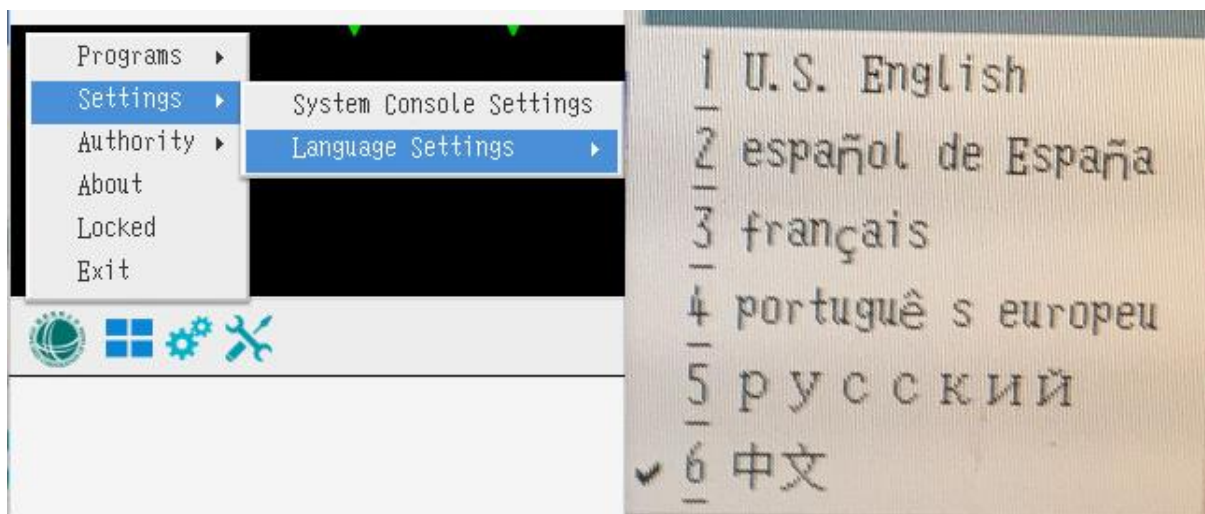 Programs
Settings
Authority
About
Locked
Exit
System Console Settings
Language Settings
1 U.S. English
2 español de España
3 français
4 portuguê s europeu
5 русский
6 中文